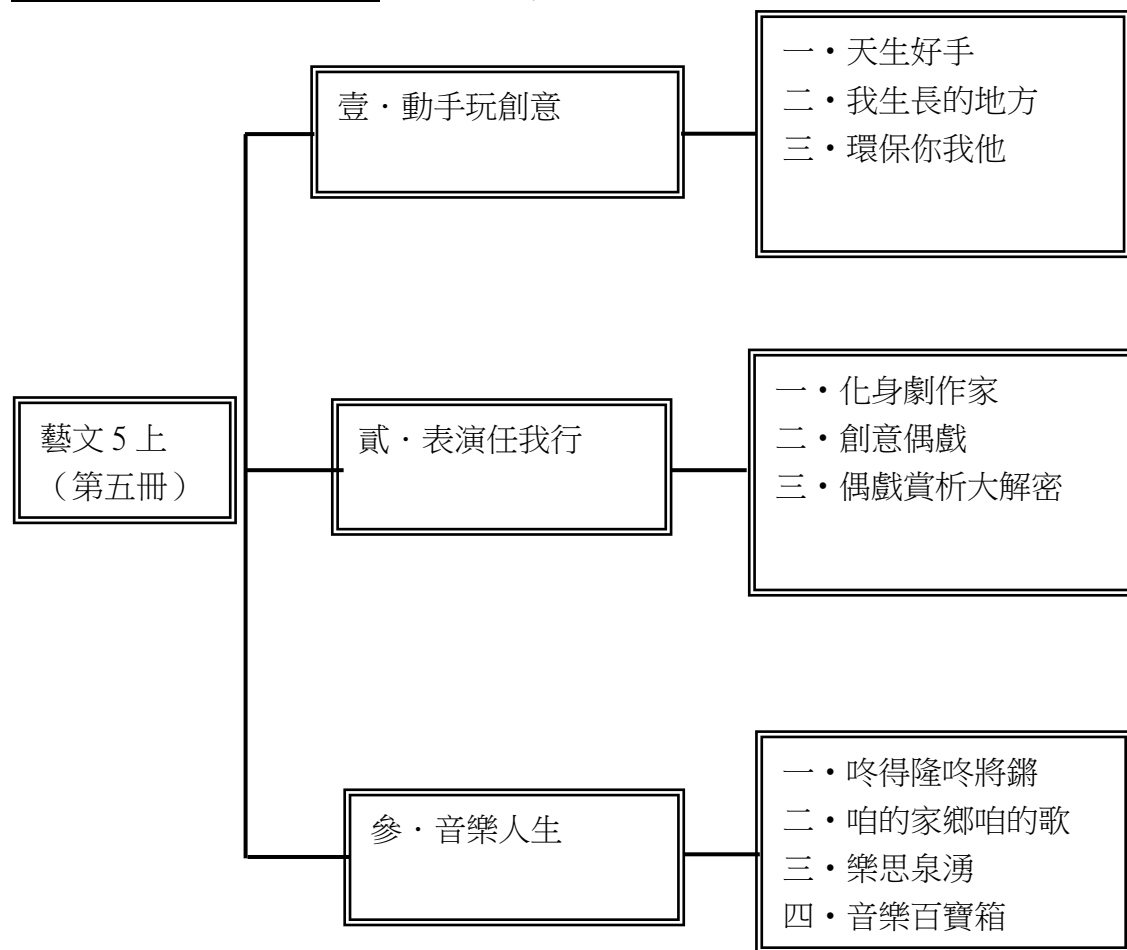 壹．動手玩創意
一・天生好手
二・我生長的地方
三・環保你我他
藝文 5 上
（第五冊）
貳．表演任我行
一・化身劇作家
二・創意偶戲
三・偶戲賞析大解密
參．音樂人生
一・咚得隆咚將鏘
二・咱的家鄉咱的歌
三・樂思泉湧
四・音樂百寶箱